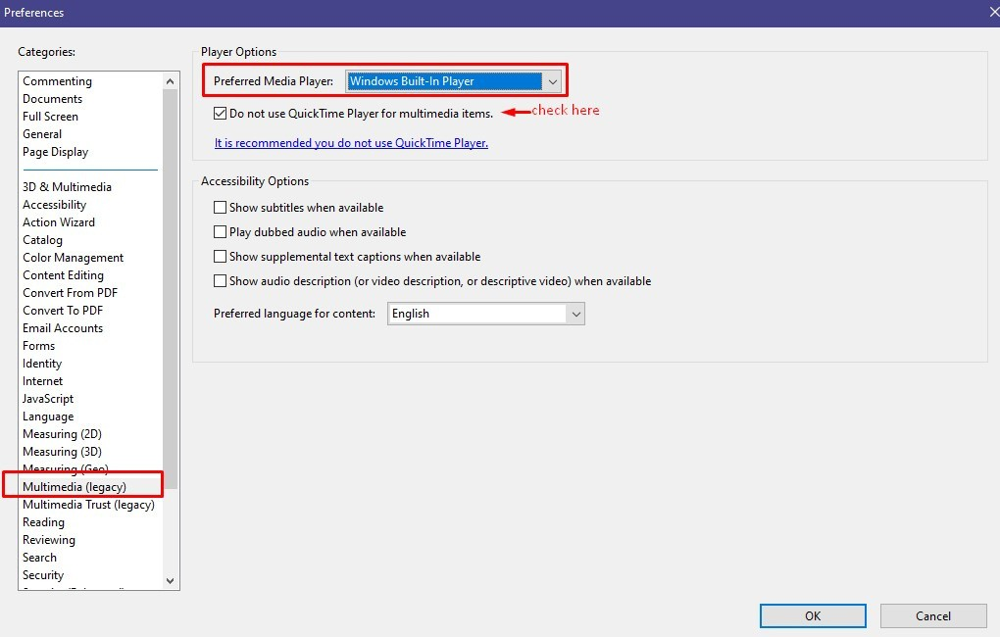 Preferences
Categories:
Commenting
Documents
Full Screen
General
Page Display
3D & Multimedia
Accessibility
Action Wizard
Catalog
Color Management
Content Editing
Convert From PDF
Convert To PDF
Email Accounts
Forms
Identity
Internet
JavaScript
Language
Measuring (2D)
Measuring (3D)
Measuring (Geo)
Multimedia (legacy)
Multimedia Trust (legacy)
Reading
Reviewing
Search
Security
Player Options
Preferred Media Player: Windows Built-In Player
Do not use QuickTime Player for multimedia items. check here
It is recommended you do not use QuickTime Player.
Accessibility Options
Show subtitles when available
Play dubbed audio when available
Show supplemental text captions when available
Show audio description (or video description, or descriptive video) when available
Preferred language for content: English
OK Cancel